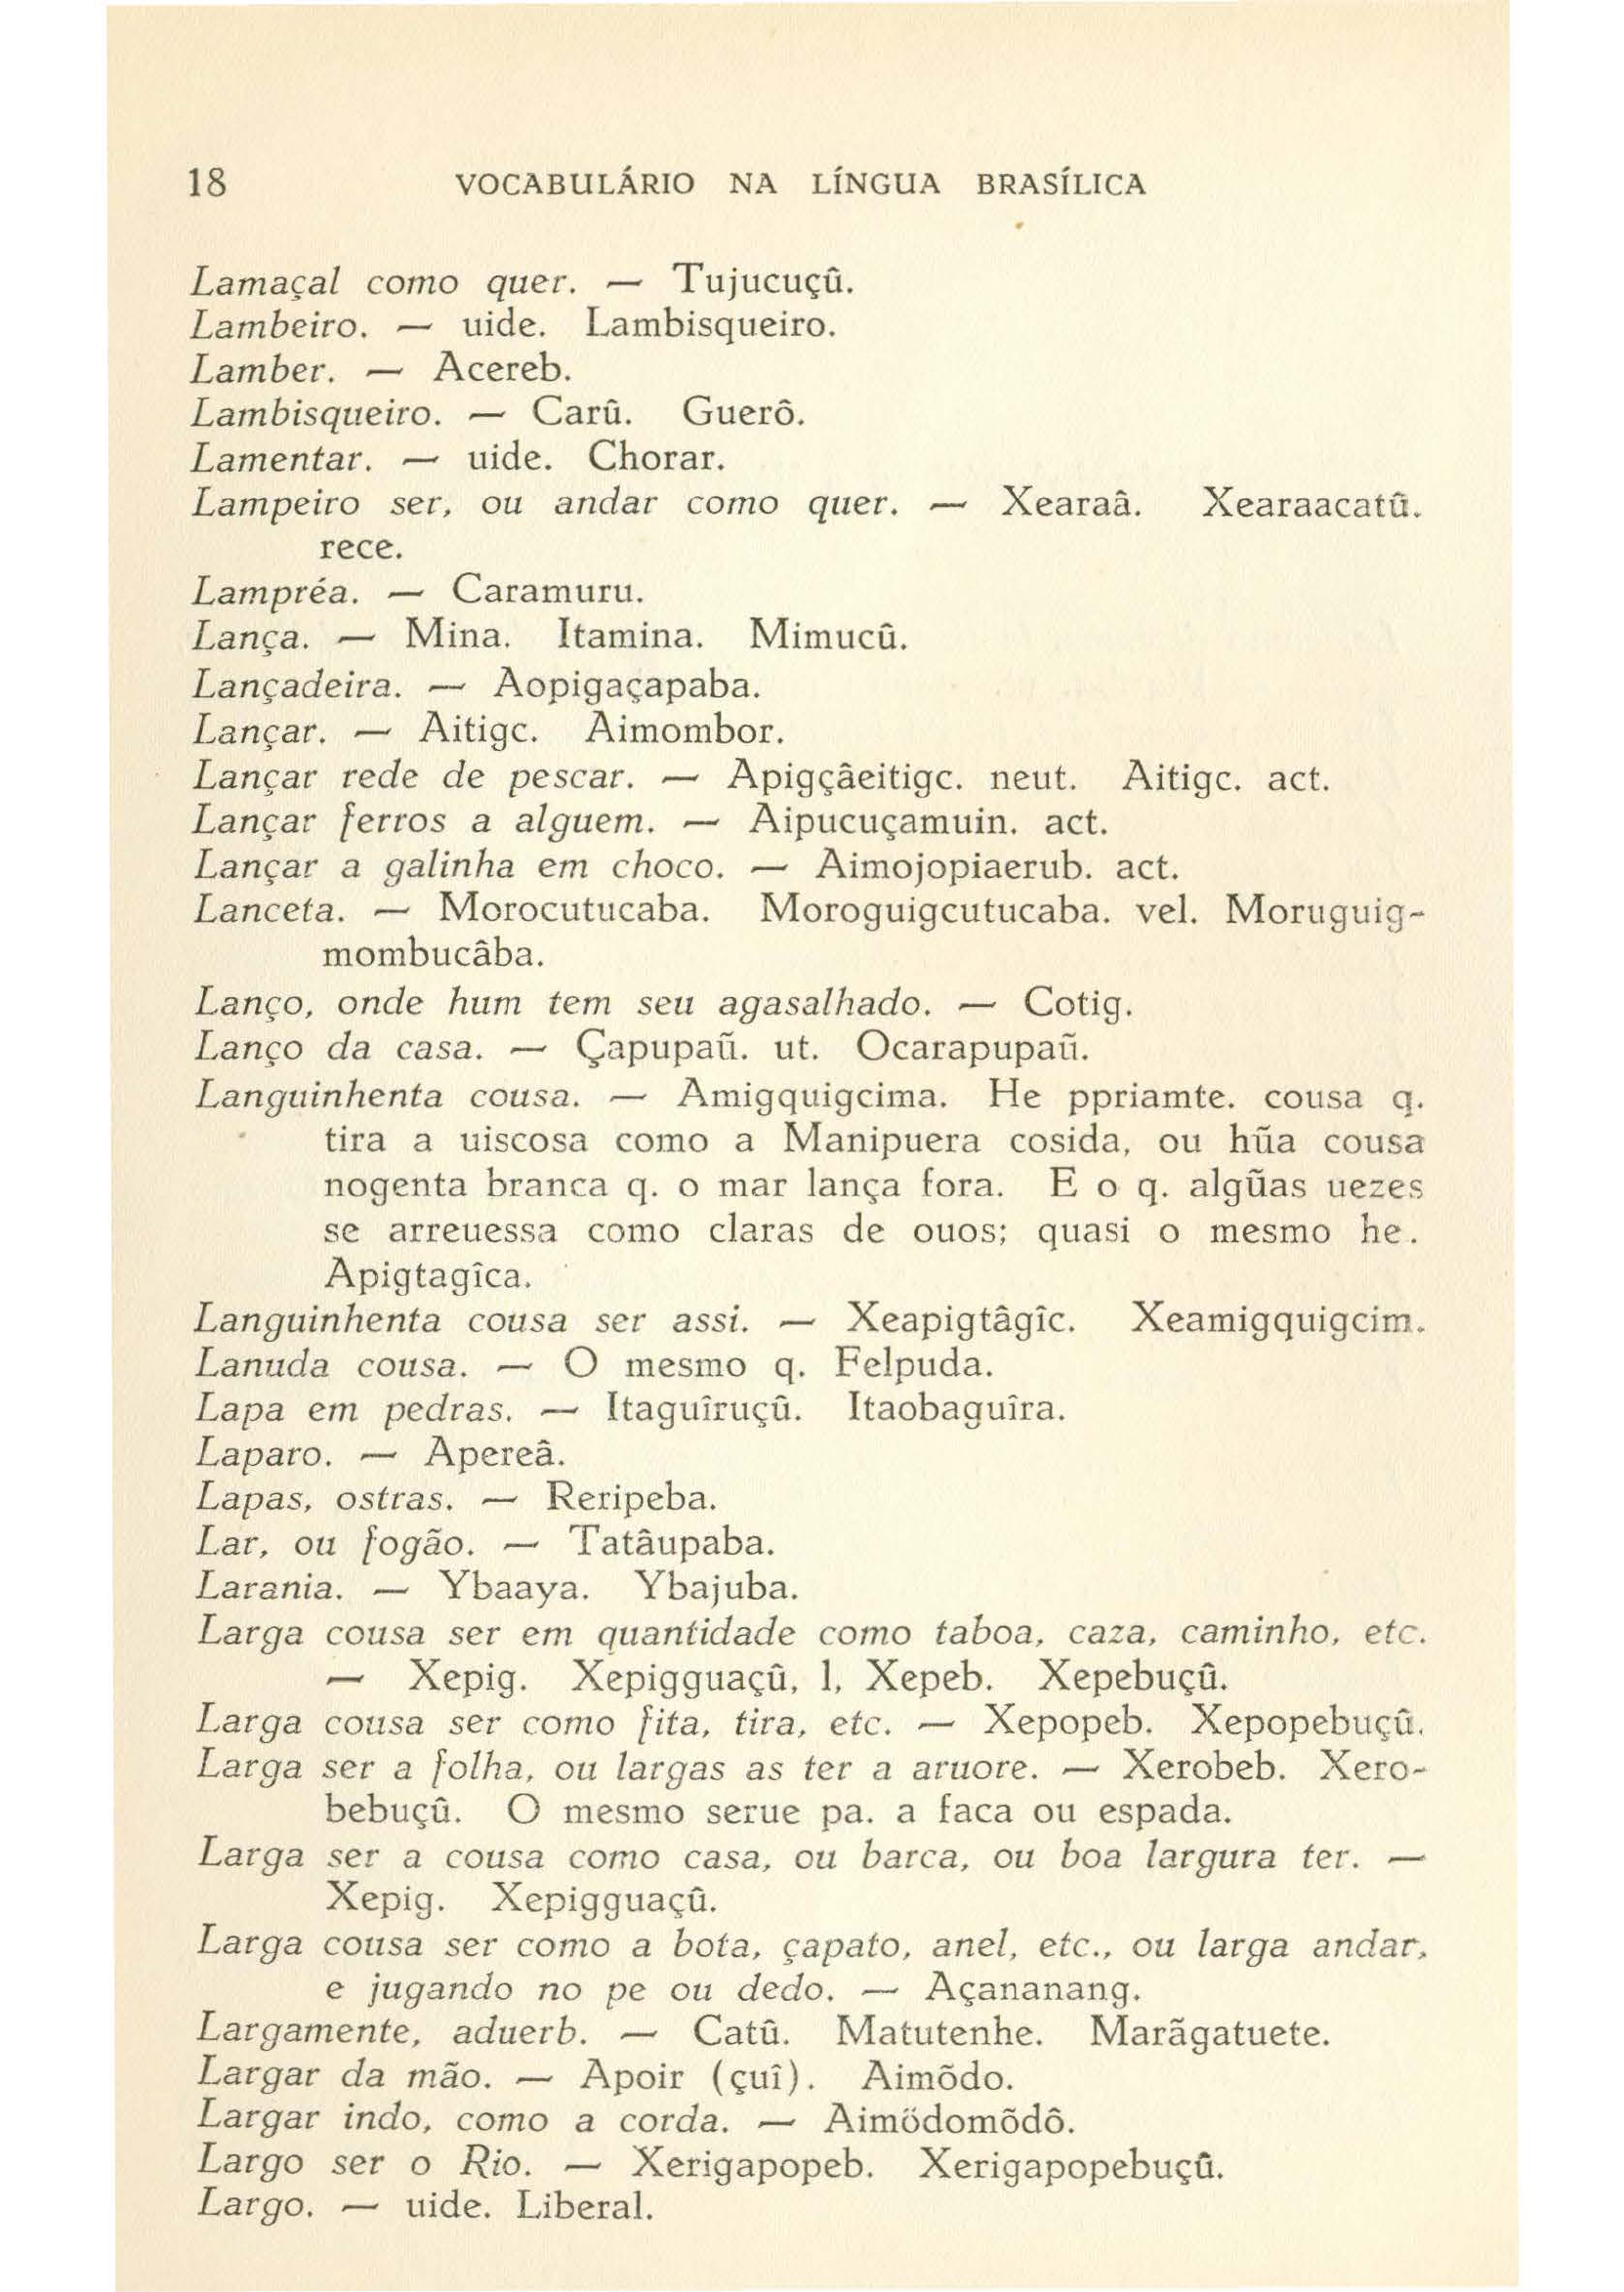 18 VOCABULÁRIO NA LÍNGUA BRASÍLICA
Lamaçal como quer. — Tujucuçû.
Lambeiro. — uide. Lambisqueiro.
Lamber. — Acereb.
Lambisqueiro. — Carû. Guerô.
Lamentar. — uide. Chorar.
Lampeiro ser, ou andar como quer. — Xearaâ. Xearaacatû.
rece.
Lampréa. — Caramuru.
Lança. — Mina. Itamina. Mimucû.
Lançadeira. — Aopigaçapaba.
Lançar. — Aitigc. Aimombor.
Lançar rede de pescar. — Apigçâeitigc. neut. Aitigc. act.
Lançar ferros a alguem. — Aipucuçamuin. act.
Lançar a galinha em choco. — Aimojopiaerub. act.
Lanceta. — Morocutucaba. Moroguigcutucaba. vel. Moruguig-
mombucâba.
Lanço, onde hum tem seu agasalhado. — Cotig.
Lanço da casa. — Çapupaũ. ut. Ocarapupaũ.
Languinhenta cousa. — Amigquigcima. He ppriamte. cousa q.
tira a uiscosa como a Manipuera cosida, ou hũa cousa
nogenta branca q. o mar lança fora. E o q. algũas uezes
se arreuessa como claras de ouos; quasi o mesmo he.
Apigtagîca.
Languinhenta cousa ser assi. — Xeapigtâgîc. Xeamigquigcim.
Lanuda cousa. — O mesmo q. Felpuda.
Lapa em pedras. — Itaguîruçû. Itaobaguîra.
Laparo. — Apereâ.
Lapas, ostras. — Reripeba.
Lar, ou fogão. — Tatâupaba.
Larania. — Ybaaya. Ybajuba.
Larga cousa ser em quantidade como taboa, caza, caminho, etc.
— Xepig. Xepigguaçû, l, Xepeb. Xepebuçû.
Larga cousa ser como fita, tira, etc. — Xepopeb. Xepopebuçû.
Larga ser a folha, ou largas as ter a aruore. — Xerobeb. Xero-
bebuçû. O mesmo serue pa. a faca ou espada.
Larga ser a cousa como casa, ou barca, ou boa largura ter. —
Xepig. Xepigguaçû.
Larga cousa ser como a bota, çapato, anel, etc., ou larga andar,
e jugando no pe ou dedo. — Açananang.
Largamente, aduerb. — Catû. Matutenhe. Marãgatuete.
Largar da mão. — Apoir (çuî). Aimõdo.
Largar indo, como a corda. — Aimõdomõdô.
Largo ser o Rio. — Xerigapopeb. Xerigapopebuçû.
Largo. — uide. Liberal.